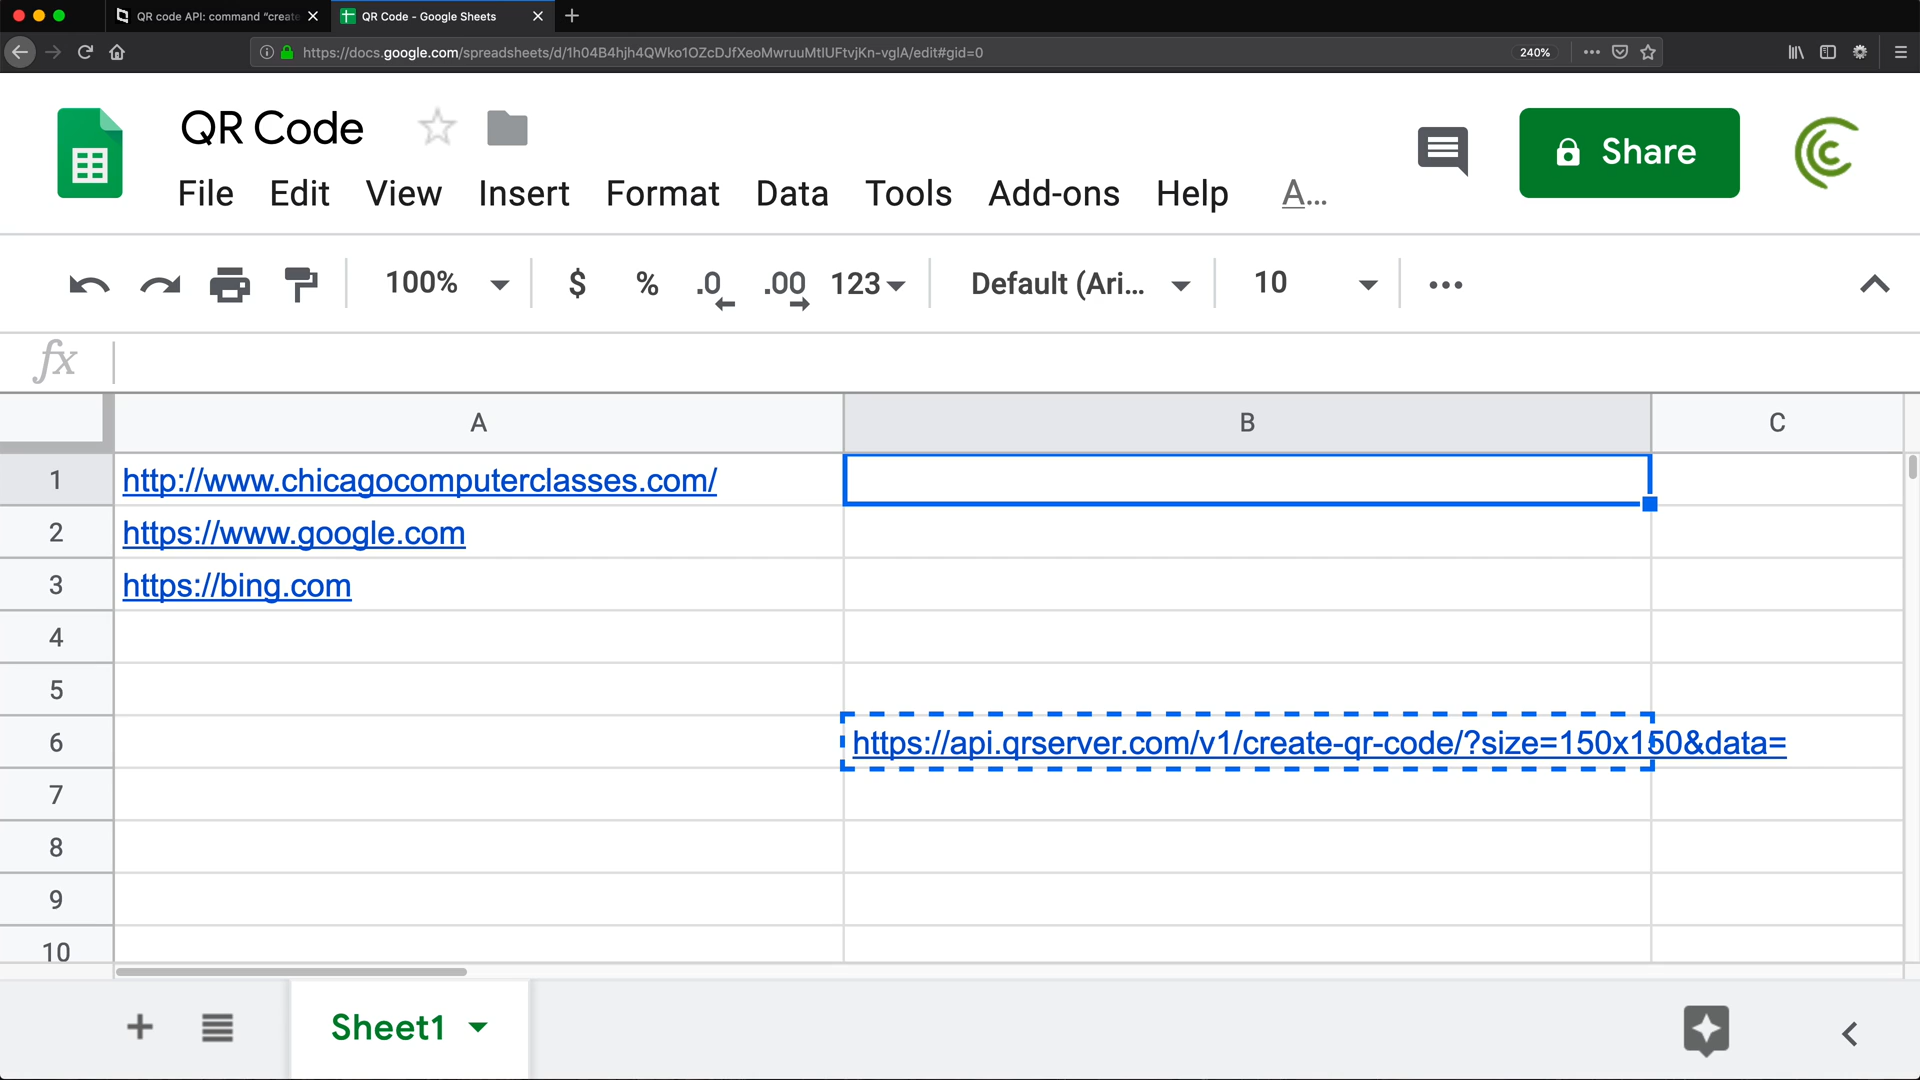 QR code API: command "create
QR Code - Google Sheets
https://docs.google.com/spreadsheets/d/1h04B4hjh4QWko1OZcDJfXeoMwruuMtIUFtvjKn-vglA/edit#gid=0
240%
QR Code
Share
File Edit View Insert Format Data Tools Add-ons Help A...
100% $ % .0 .00 123 Default (Ari... 10
fx
A B C
1 http://www.chicagocomputerclasses.com/
2 https://www.google.com
3 https://bing.com
4
5
6 https://api.qrserver.com/v1/create-qr-code/?size=150x150&data=
7
8
9
10
Sheet1